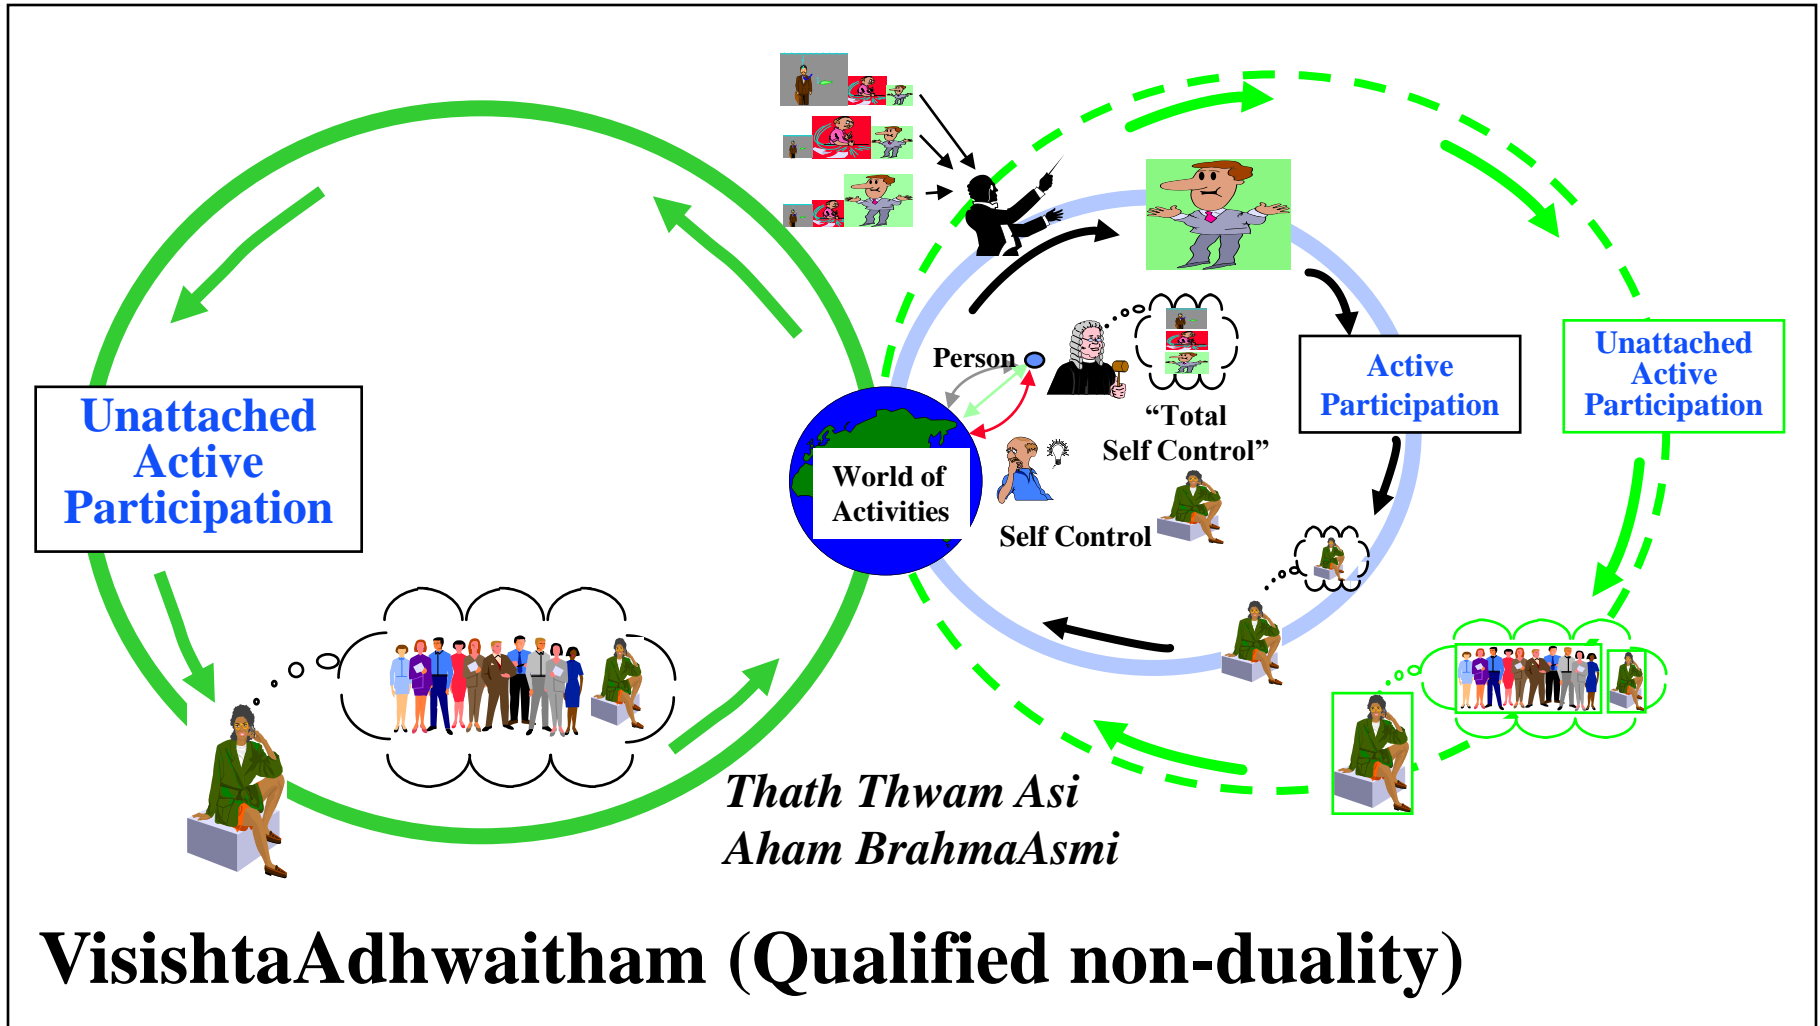 Person
Active
Participation
Unattached
Active
Participation
Unattached
Active
Participation
“Total
Self Control”
World of
Activities
Self Control
Thath Thwam Asi
Aham BrahmaAsmi
VisishtaAdhwaitham (Qualified non-duality)